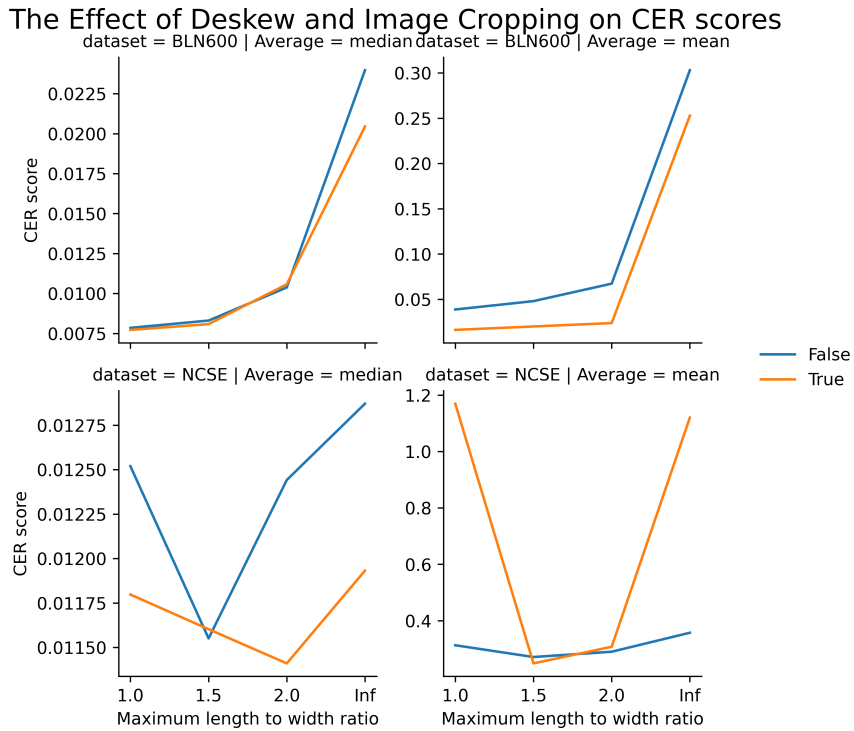 The Effect of Deskew and Image Cropping on CER scores
dataset = BLN600 | Average = median
dataset = BLN600 | Average = mean
CER score
0.0225
0.0200
0.0175
0.0150
0.0125
0.0100
0.0075
0.30
0.25
0.20
0.15
0.10
0.05
False
True
dataset = NCSE | Average = median
dataset = NCSE | Average = mean
CER score
0.01275
0.01250
0.01225
0.01200
0.01175
0.01150
1.2
1.0
0.8
0.6
0.4
1.0 1.5 2.0 Inf
1.0 1.5 2.0 Inf
Maximum length to width ratio
Maximum length to width ratio